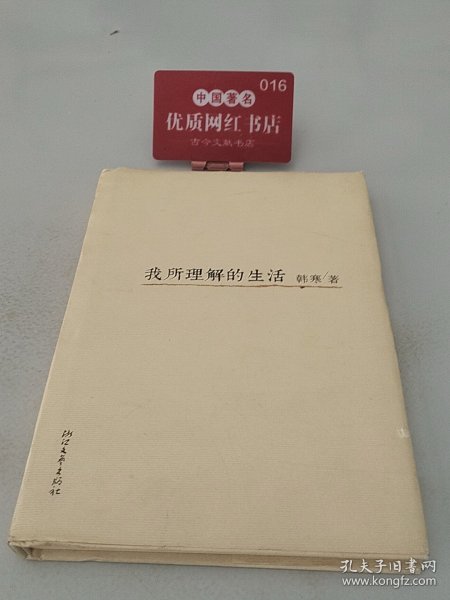 016
中国著名
优质网红书店
古今文献书店
我所理解的生活 韩寒/著
浙江文艺出版社
孔夫子旧书网
www.kongfz.com